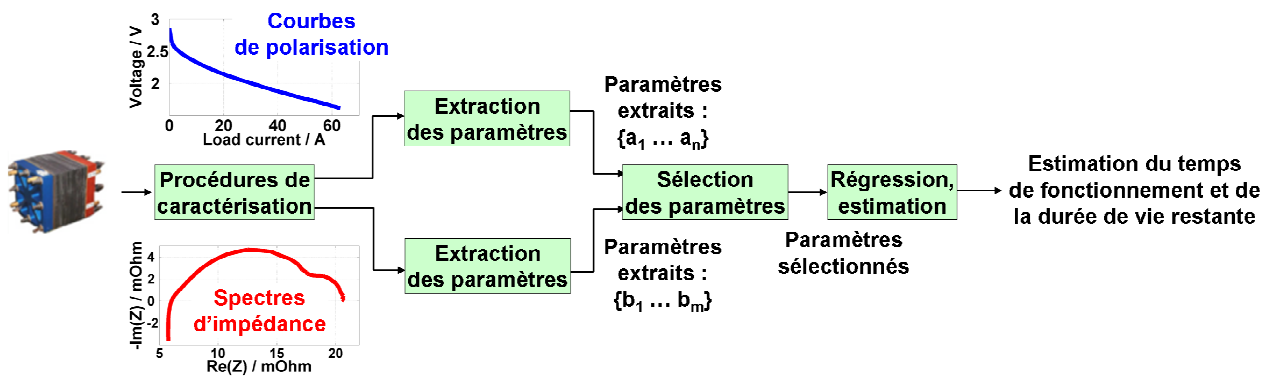 3
2.5
2
Voltage / V
0
20
40
60
Load current / A
Courbes
de polarisation
Procédures de
caractérisation
4
2
0
-2
-Im(Z) / mOhm
5
10
15
20
Re(Z) / mOhm
Spectres
d'impédance
Extraction
des paramètres
Extraction
des paramètres
Paramètres
extraits :
{a1 … an}
Sélection
des paramètres
Paramètres
extraits :
{b1 … bm}
Régression,
estimation
Paramètres
sélectionnés
Estimation du temps
de fonctionnement et de
la durée de vie restante